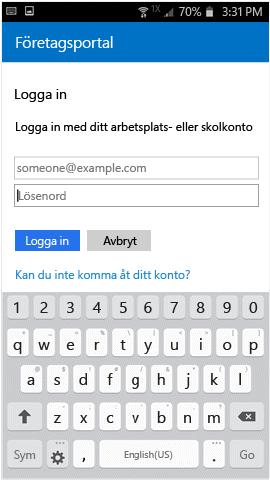 1X 70% 3:31 PM
Företagsportal
Logga in
Logga in med ditt arbetsplats- eller skolkonto
someone@example.com
Lösenord
Logga in Avbryt
Kan du inte komma åt ditt konto?
1 2 3 4 5 6 7 8 9 0
q w e r t y u i o p
a s d f g h j k l
z x c v b n m
Sym , English(US) . Go